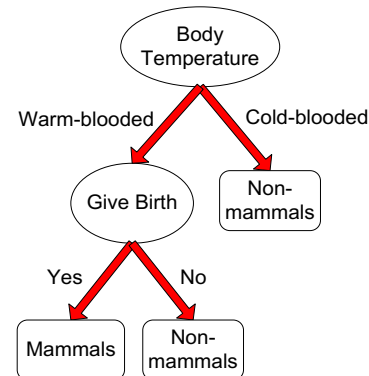 Body
Temperature
Warm-blooded
Cold-blooded
Give Birth
Non-
mammals
Yes
No
Mammals
Non-
mammals